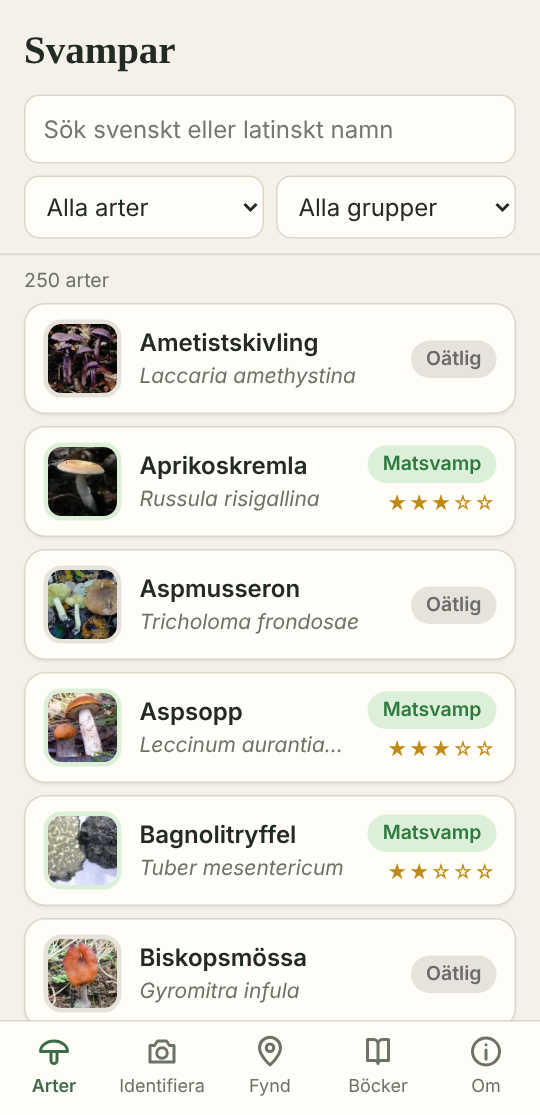 Svampar
Sök svenskt eller latinskt namn
Alla arter
Alla grupper
250 arter
Ametistskivling
Laccaria amethystina
Oätlig
Aprikoskremla
Russula risigallina
Matsvamp
★★★☆☆
Aspmusseron
Tricholoma frondosae
Oätlig
Aspsopp
Leccinum aurantia...
Matsvamp
★★★☆☆
Bagnolitryffel
Tuber mesentericum
Matsvamp
★★☆☆☆
Biskopsmössa
Gyromitra infula
Oätlig
Arter
Identifiera
Fynd
Böcker
Om